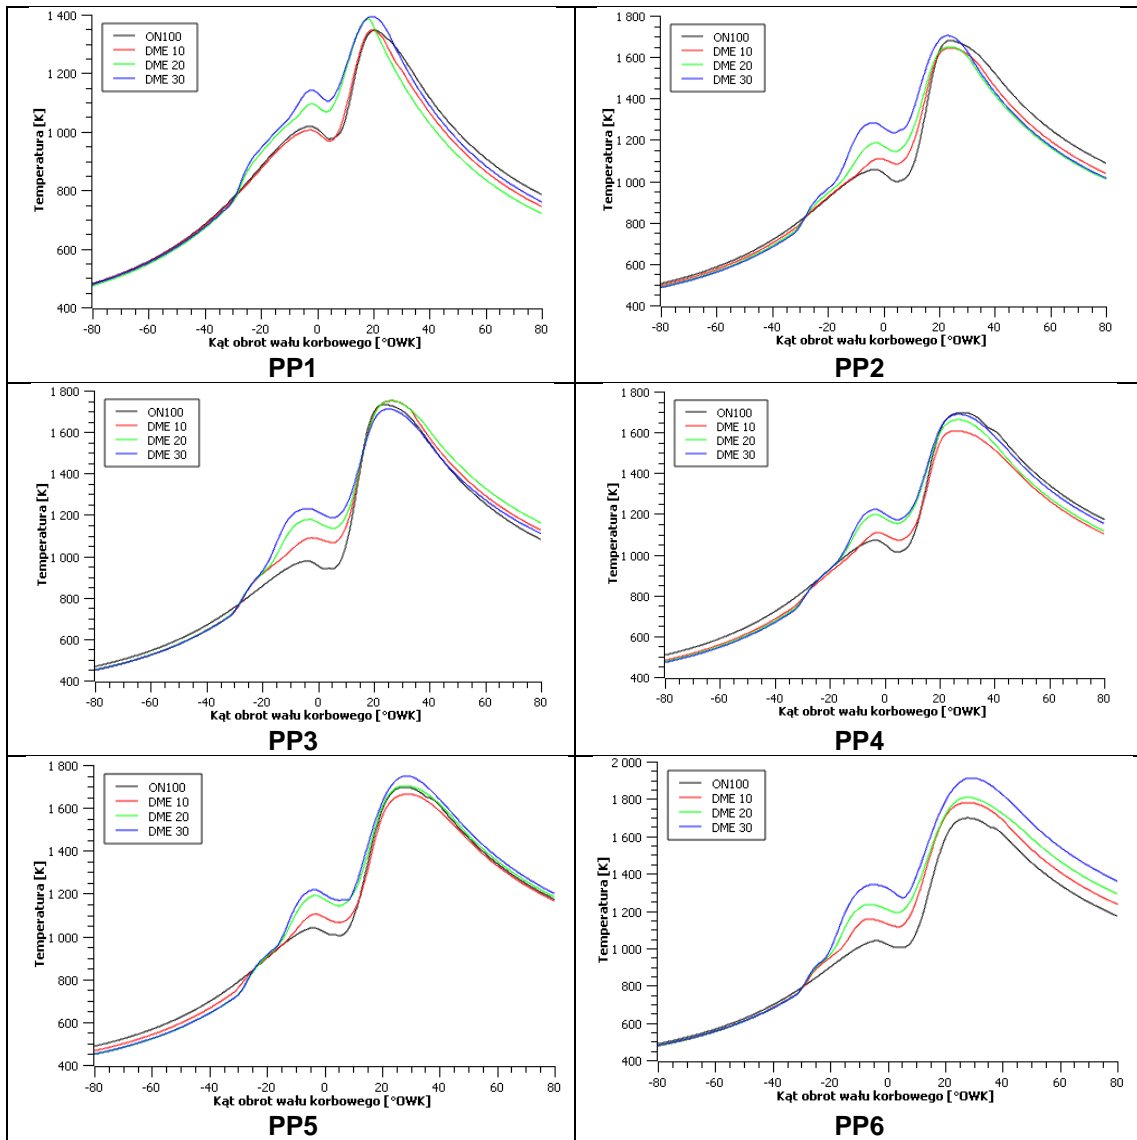 1 400
1 200
1 000
800
600
400
Temperatura [K]
ON100
DME 10
DME 20
DME 30
-80 -60 -40 -20 0 20 40 60 80
Kąt obrot wału korbowego [°OWK]
PP1
1 800
1 600
1 400
1 200
1 000
800
600
400
Temperatura [K]
ON100
DME 10
DME 20
DME 30
-80 -60 -40 -20 0 20 40 60 80
Kąt obrot wału korbowego [°OWK]
PP2
1 800
1 600
1 400
1 200
1 000
800
600
400
Temperatura [K]
ON100
DME 10
DME 20
DME 30
-80 -60 -40 -20 0 20 40 60 80
Kąt obrot wału korbowego [°OWK]
PP3
1 800
1 600
1 400
1 200
1 000
800
600
400
Temperatura [K]
ON100
DME 10
DME 20
DME 30
-80 -60 -40 -20 0 20 40 60 80
Kąt obrot wału korbowego [°OWK]
PP4
1 800
1 600
1 400
1 200
1 000
800
600
400
Temperatura [K]
ON100
DME 10
DME 20
DME 30
-80 -60 -40 -20 0 20 40 60 80
Kąt obrot wału korbowego [°OWK]
PP5
2 000
1 800
1 600
1 400
1 200
1 000
800
600
400
Temperatura [K]
ON100
DME 10
DME 20
DME 30
-80 -60 -40 -20 0 20 40 60 80
Kąt obrot wału korbowego [°OWK]
PP6